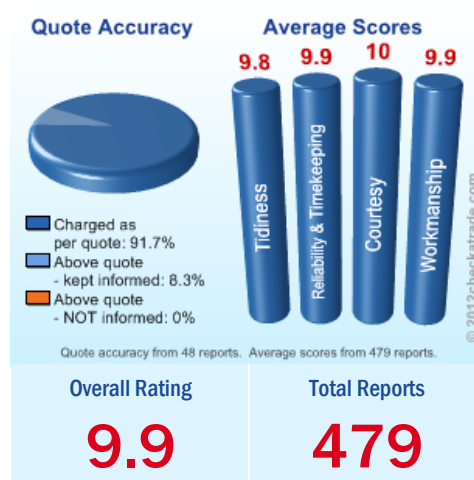 Quote Accuracy
Average Scores
9.8
9.9
10
9.9
Tidiness
Reliability & Timekeeping
Courtesy
Workmanship
Charged as
per quote: 91.7%
Above quote
- kept informed: 8.3%
Above quote
- NOT informed: 0%
© 2012checkatrade.com
Quote accuracy from 48 reports. Average scores from 479 reports.
Overall Rating
Total Reports
9.9
479